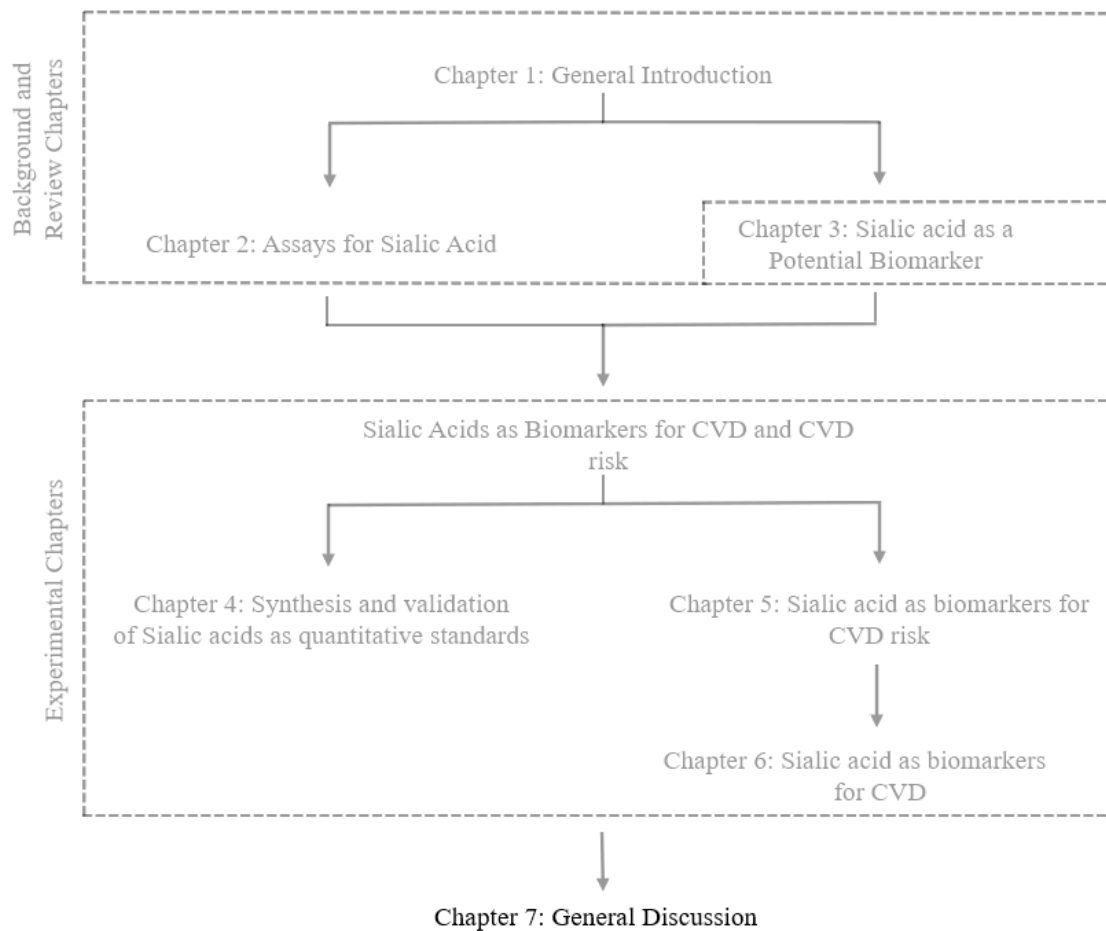 Background and
Review Chapters
Chapter 1: General Introduction
Chapter 2: Assays for Sialic Acid
Chapter 3: Sialic acid as a
Potential Biomarker
Experimental Chapters
Sialic Acids as Biomarkers for CVD and CVD
risk
Chapter 4: Synthesis and validation
of Sialic acids as quantitative standards
Chapter 5: Sialic acid as biomarkers for
CVD risk
Chapter 6: Sialic acid as biomarkers
for CVD
Chapter 7: General Discussion